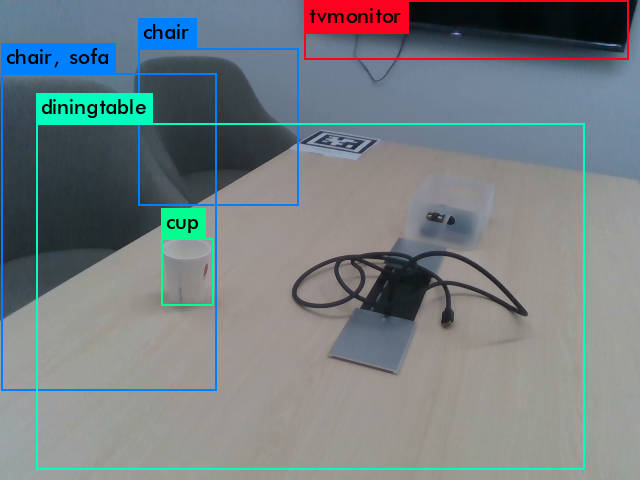 tvmonitor
chair
chair, sofa
diningtable
cup